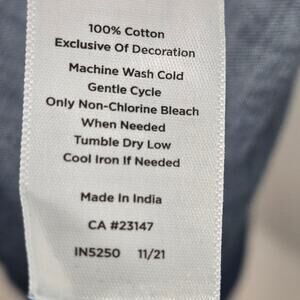 100% Cotton
Exclusive Of Decoration
Machine Wash Cold
Gentle Cycle
Only Non-Chlorine Bleach
When Needed
Tumble Dry Low
Cool Iron If Needed
Made In India
CA #23147
IN5250 11/21